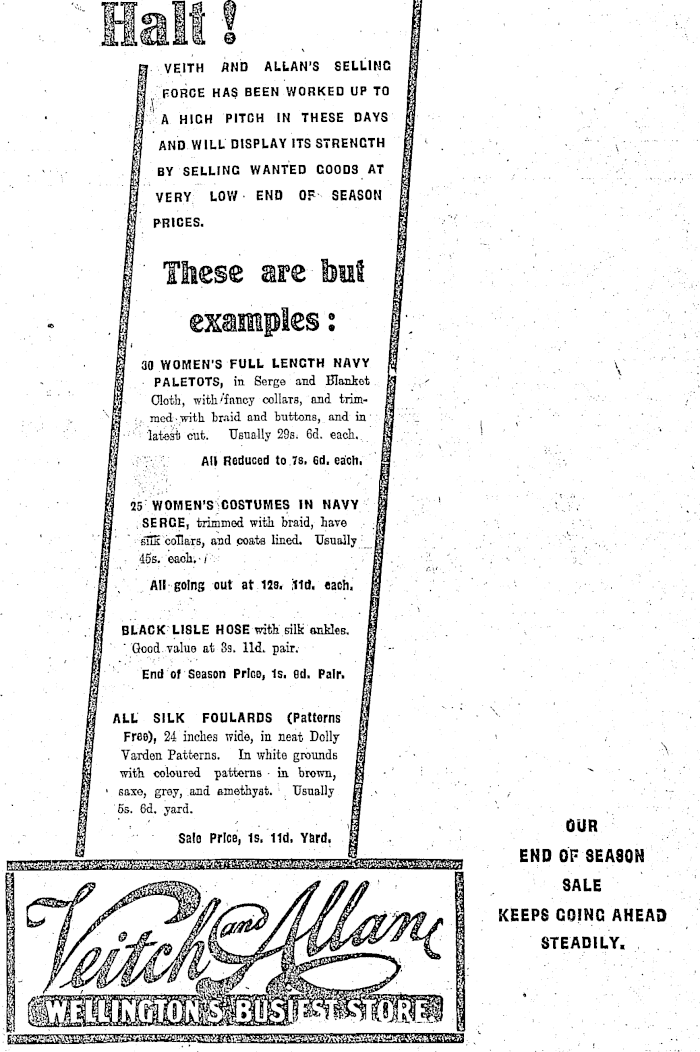 Halt!
VEITH AND ALLAN'S SELLING
FORCE HAS BEEN WORKED UP TO
A HIGH PITCH IN THESE DAYS
AND WILL DISPLAY ITS STRENGTH
BY SELLING WANTED GOODS AT
VERY LOW END OF SEASON
PRICES.
These are but
examples:
30 WOMEN'S FULL LENGTH NAVY
PALETOTS, in Serge and Blanket
Cloth, with fancy collars, and trim-
med with braid and buttons, and in
latest cut. Usually 29s. 6d. each.
All Reduced to 7s. 6d. each.
25 WOMEN'S COSTUMES IN NAVY
SERGE, trimmed with braid, have
silk collars, and coats lined. Usually
45s. each.
All going out at 12s. 11d. each.
BLACK LISLE HOSE with silk ankles.
Good value at 3s. 11d. pair.
End of Season Price, 1s. 6d. Pair.
ALL SILK FOULARDS (Patterns
Free), 24 inches wide, in neat Dolly
Varden Patterns. In white grounds
with coloured patterns in brown,
saxe, grey, and amethyst. Usually
5s. 6d. yard.
Sale Price, 1s. 11d. Yard.
Veitch and Allan
WELLINGTON'S BUSIEST STORE
OUR
END OF SEASON
SALE
KEEPS GOING AHEAD
STEADILY.